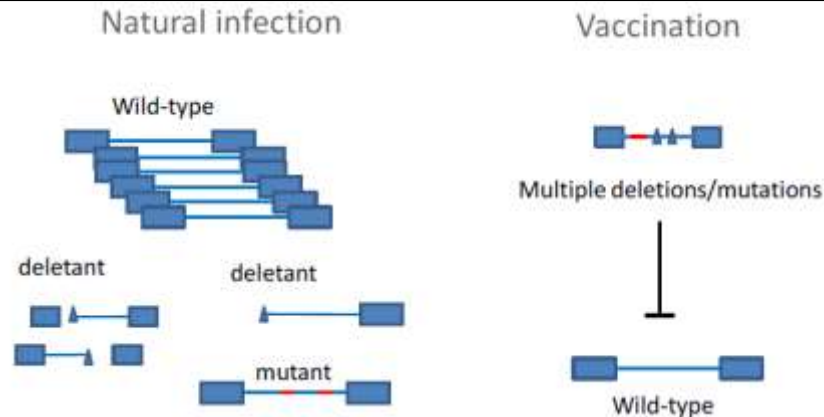 Natural infection
Vaccination
Wild-type
Multiple deletions/mutations
deletant
deletant
mutant
Wild-type